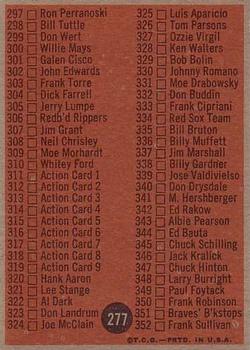 297 Ron Perranoski
298 Bill Tuttle
299 Don Wert
300 Willie Mays
301 Galen Cisco
302 John Edwards
303 Frank Torre
304 Dick Farrell
305 Jerry Lumpe
306 Redb'd Rippers
307 Jim Grant
308 Neil Chrisley
309 Moe Morhardt
310 Whitey Ford
311 Action Card 1
312 Action Card 2
313 Action Card 3
314 Action Card 4
315 Action Card 5
316 Action Card 6
317 Action Card 7
318 Action Card 8
319 Action Card 9
320 Hank Aaron
321 Lee Stange
322 Al Dark
323 Don Landrum
324 Joe McClain
325 Luis Aparicio
326 Tom Parsons
327 Ozzie Virgil
328 Ken Walters
329 Bob Bolin
330 Johnny Romano
331 Moe Drabowsky
332 Don Buddin
333 Frank Cipriani
334 Red Sox Team
335 Bill Bruton
336 Billy Muffett
337 Jim Marshall
338 Billy Gardner
339 Jose Valdivielso
340 Don Drysdale
341 M. Hershberger
342 Ed Rakow
343 Albie Pearson
344 Ed Bauta
345 Chuck Schilling
346 Jack Kralick
347 Chuck Hinton
348 Larry Burright
349 Paul Foytack
350 Frank Robinson
351 Braves' B'kstops
352 Frank Sullivan
277
©T.C.G.—PRTD. IN U.S.A.